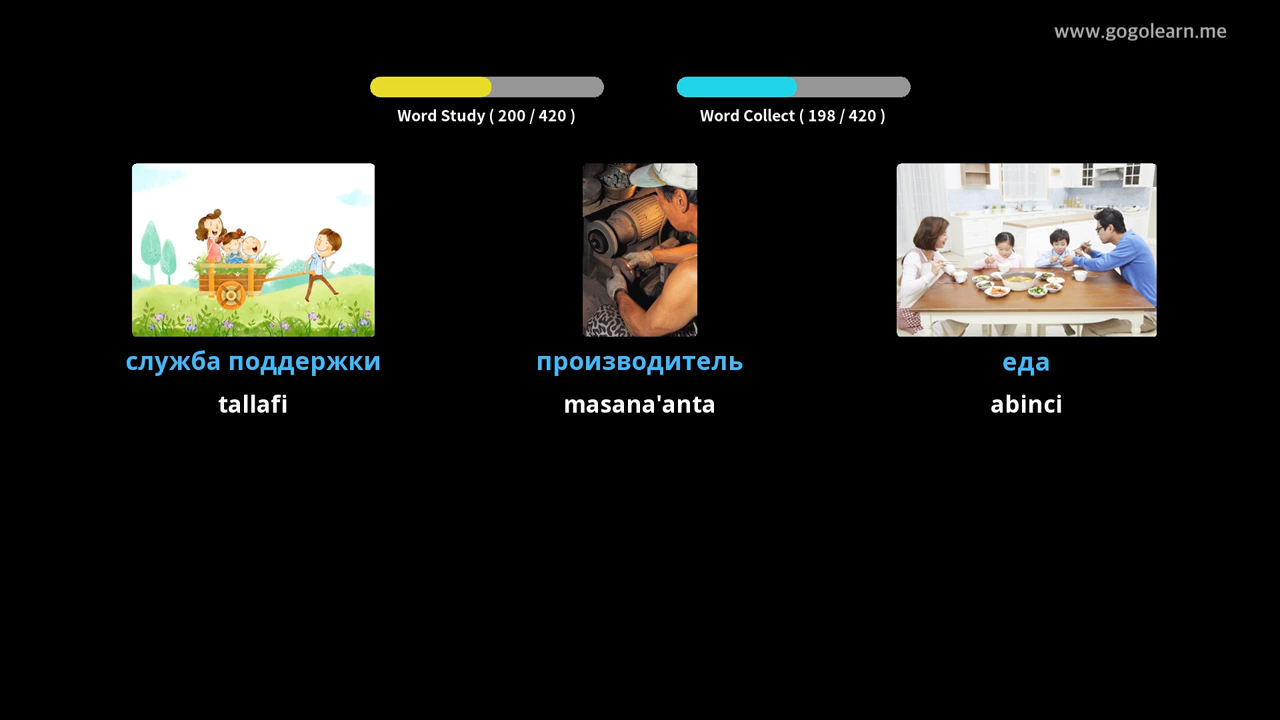 www.gogolearn.me
Word Study ( 200 / 420 )
Word Collect ( 198 / 420 )
служба поддержки
производитель
еда
tallafi
masana'anta
abinci